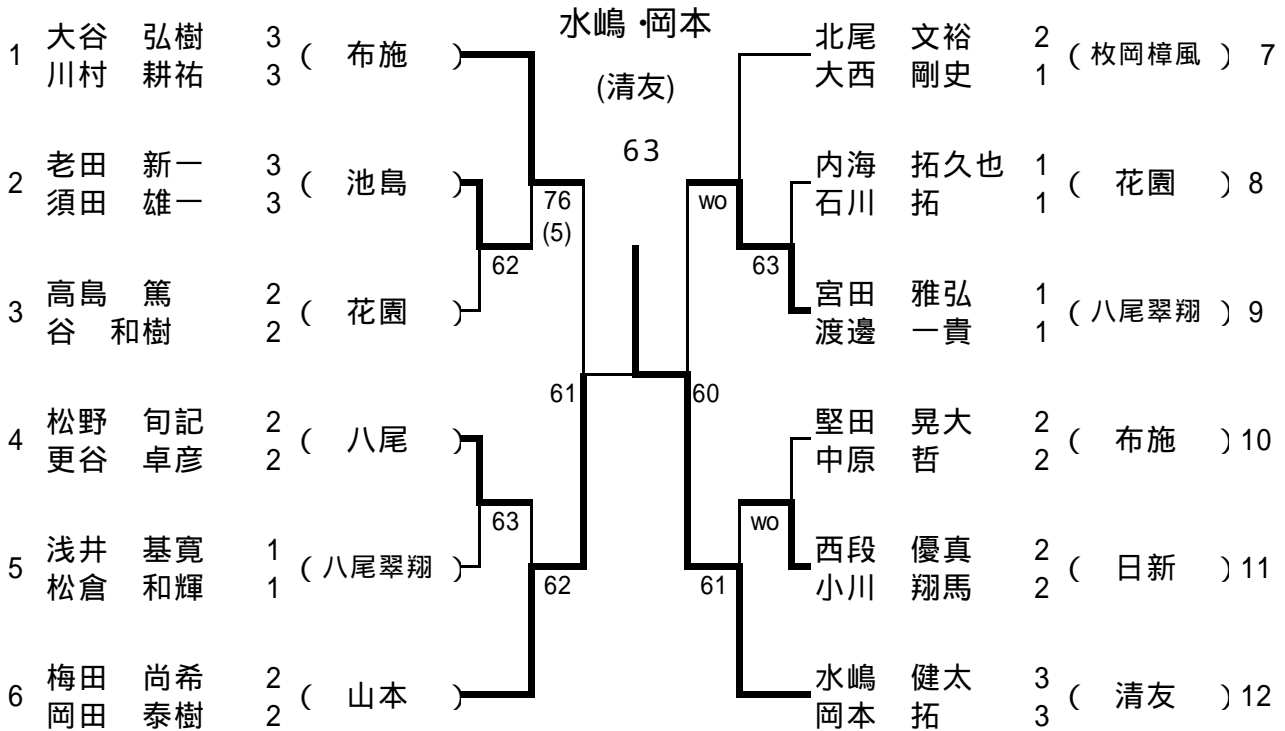 水嶋・岡本
(清友)
63
1 大谷 弘樹 3 ( 布施 )
川村 耕祐 3
2 老田 新一 3 ( 池島 )
須田 雄一 3
3 高島 篤 2 ( 花園 )
谷 和樹 2
4 松野 旬記 2 ( 八尾 )
更谷 卓彦 2
5 浅井 基寛 1 ( 八尾翠翔 )
松倉 和輝 1
6 梅田 尚希 2 ( 山本 )
岡田 泰樹 2
76
(5)
62
61
63
62
北尾 文裕 2 ( 枚岡樟風 ) 7
大西 剛史 1
内海 拓久也 1 ( 花園 ) 8
石川 拓 1
宮田 雅弘 1 ( 八尾翠翔 ) 9
渡邊 一貴 1
堅田 晃大 2 ( 布施 ) 10
中原 哲 2
西段 優真 2 ( 日新 ) 11
小川 翔馬 2
水嶋 健太 3 ( 清友 ) 12
岡本 拓 3
wo
63
60
wo
61